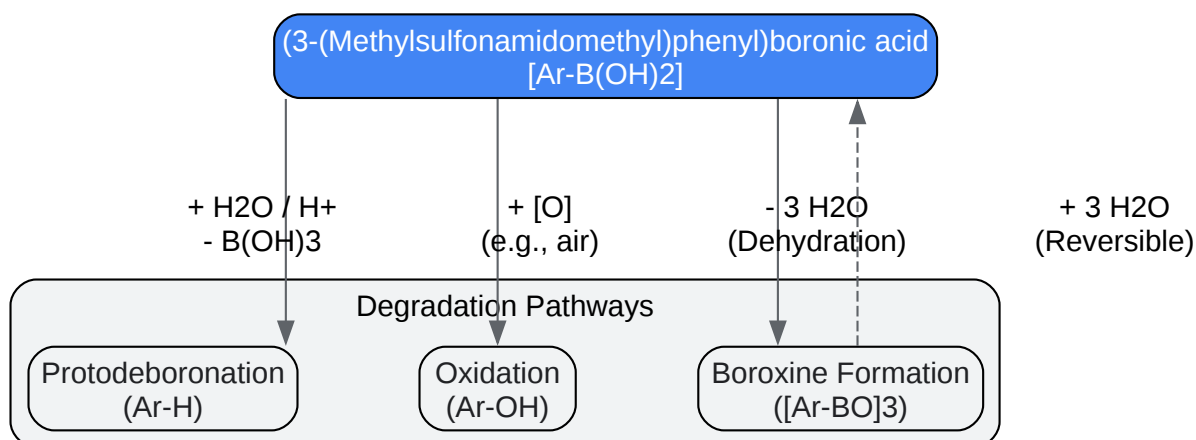 (3-(Methylsulfonamidomethyl)phenyl)boronic acid
[Ar-B(OH)2]
+ H2O / H+
- B(OH)3
+ [O]
(e.g., air)
- 3 H2O
(Dehydration)
+ 3 H2O
(Reversible)
Degradation Pathways
Protodeboronation
(Ar-H)
Oxidation
(Ar-OH)
Boroxine Formation
([Ar-BO]3)